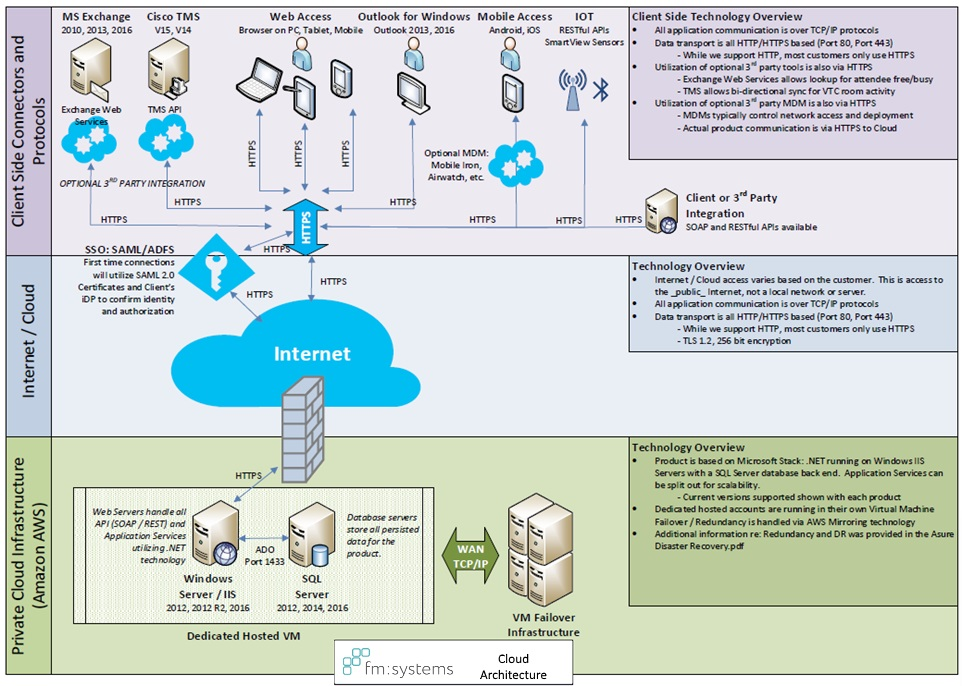 Client Side Connectors and
Protocols
MS Exchange
2010, 2013, 2016
Exchange Web
Services
Cisco TMS
V15, V14
TMS API
OPTIONAL 3RD PARTY INTEGRATION
HTTPS
HTTPS
Web Access
Browser on PC, Tablet, Mobile
HTTPS
HTTPS
HTTPS
Outlook for Windows
Outlook 2013, 2016
HTTPS
Mobile Access
Android, iOS
Optional MDM:
Mobile Iron,
Airwatch, etc.
HTTPS
IOT
RESTful APIs
SmartView Sensors
HTTPS
HTTPS
Client or 3rd Party
Integration
SOAP and RESTful APIs available
HTTPS
HTTPS
Client Side Technology Overview
• All application communication is over TCP/IP protocols
• Data transport is all HTTP/HTTPS based (Port 80, Port 443)
- While we support HTTP, most customers only use HTTPS
• Utilization of optional 3rd party tools is also via HTTPS
- Exchange Web Services allows lookup for attendee free/busy
- TMS allows bi-directional sync for VTC room activity
• Utilization of optional 3rd party MDM is also via HTTPS
- MDMs typically control network access and deployment
- Actual product communication is via HTTPS to Cloud
Internet / Cloud
SSO: SAML/ADFS
First time connections
will utilize SAML 2.0
Certificates and Client's
iDP to confirm identity
and authorization
HTTPS
HTTPS
Internet
Technology Overview
• Internet / Cloud access varies based on the customer. This is access to
the _public_ Internet, not a local network or server.
• All application communication is over TCP/IP protocols
• Data transport is all HTTP/HTTPS based (Port 80, Port 443)
- While we support HTTP, most customers only use HTTPS
- TLS 1.2, 256 bit encryption
Private Cloud Infrastructure
(Amazon AWS)
HTTPS
Web Servers handle all
API (SOAP / REST) and
Application Services
utilizing .NET
technology
ADO
Port 1433
Database servers
store all persisted
data for the
product.
Windows
Server / IIS
2012, 2012 R2, 2016
SQL
Server
2012, 2014, 2016
Dedicated Hosted VM
WAN
TCP/IP
VM Failover
Infrastructure
Technology Overview
• Product is based on Microsoft Stack: .NET running on Windows IIS
Servers with a SQL Server database back end. Application Services can
be split out for scalability.
- Current versions supported shown with each product
• Dedicated hosted accounts are running in their own Virtual Machine
• Failover / Redundancy is handled via AWS Mirroring technology
• Additional information re: Redundancy and DR was provided in the Asure
Disaster Recovery.pdf
fm:systems
Cloud
Architecture